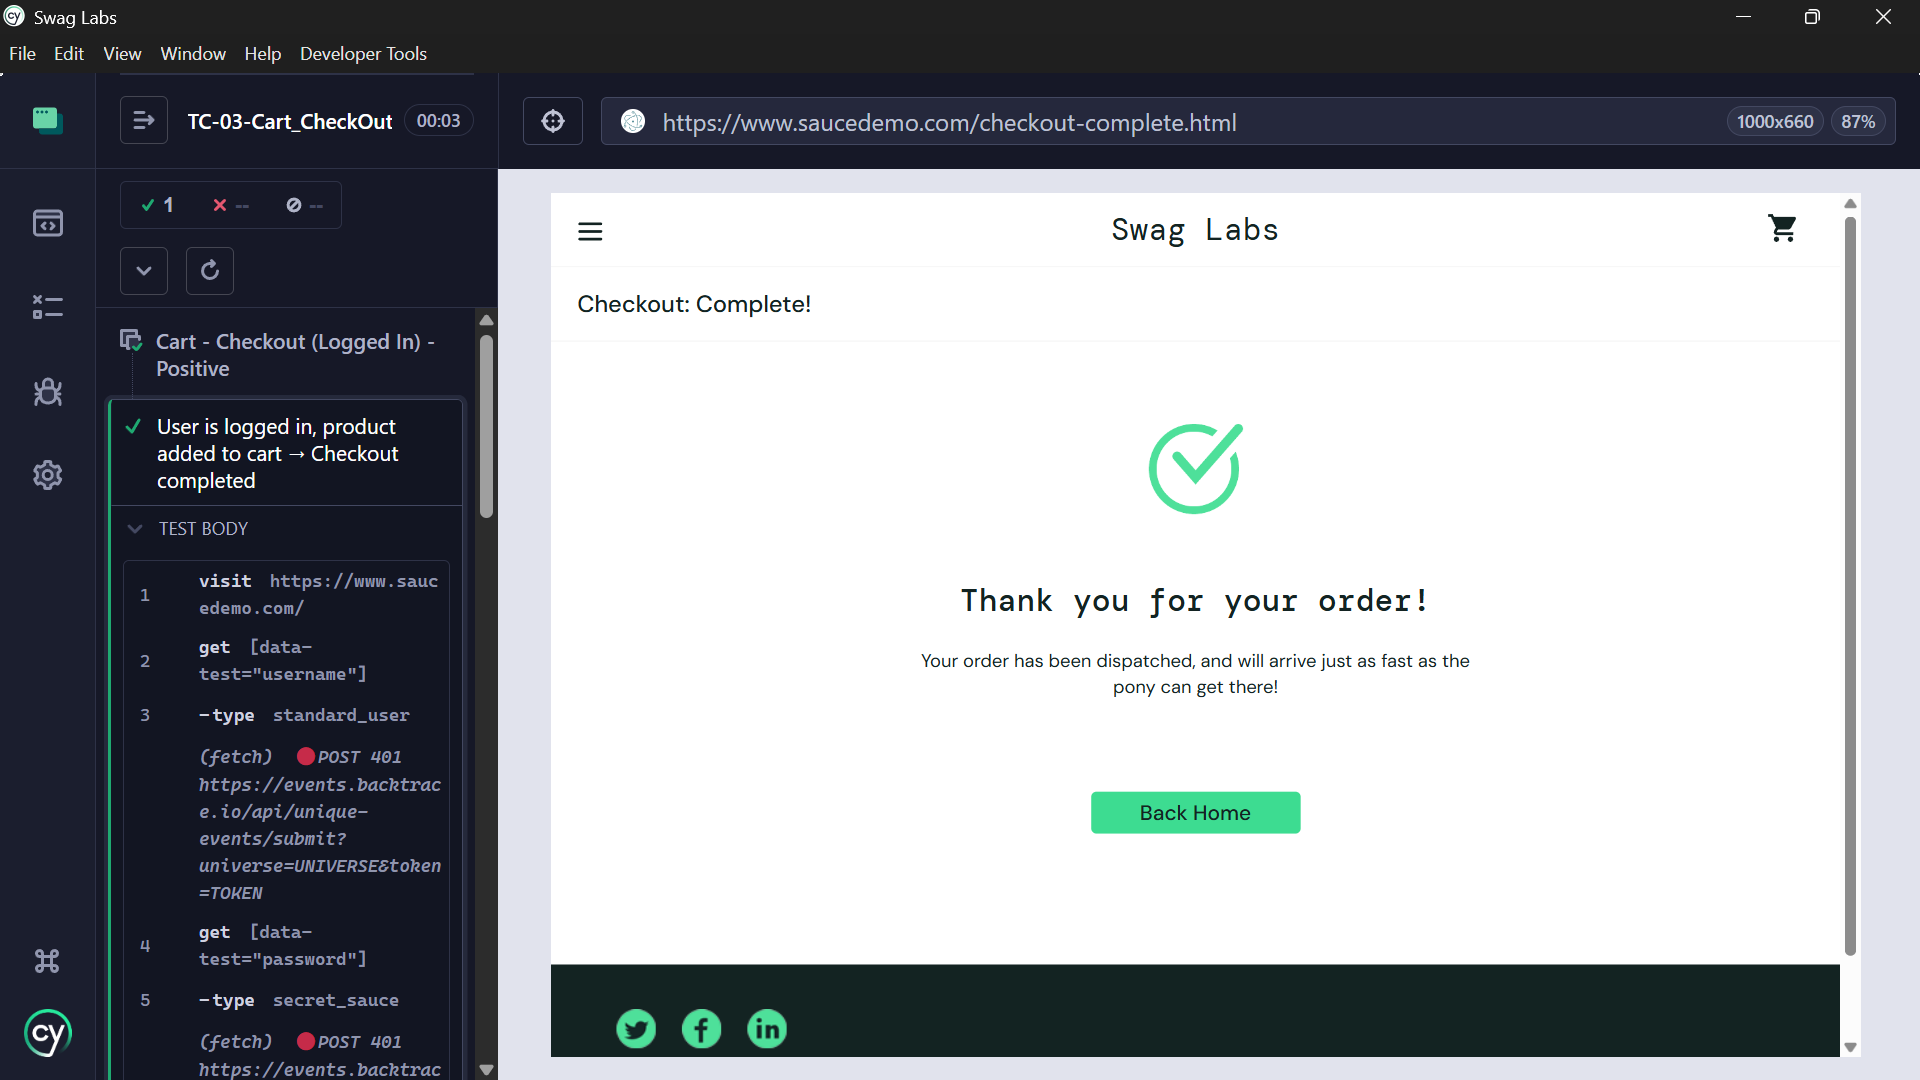 Swag Labs
File Edit View Window Help Developer Tools
TC-03-Cart_CheckOut 00:03
https://www.saucedemo.com/checkout-complete.html 1000x660 87%
1 -- --
Cart - Checkout (Logged In) -
Positive
User is logged in, product
added to cart → Checkout
completed
TEST BODY
1 visit https://www.sauc
edemo.com/
2 get [data-
test="username"]
3 -type standard_user
(fetch) POST 401
https://events.backtrac
e.io/api/unique-
events/submit?
universe=UNIVERSE&token
=TOKEN
4 get [data-
test="password"]
5 -type secret_sauce
(fetch) POST 401
https://events.backtrac
cy
Swag Labs
Checkout: Complete!
Thank you for your order!
Your order has been dispatched, and will arrive just as fast as the
pony can get there!
Back Home